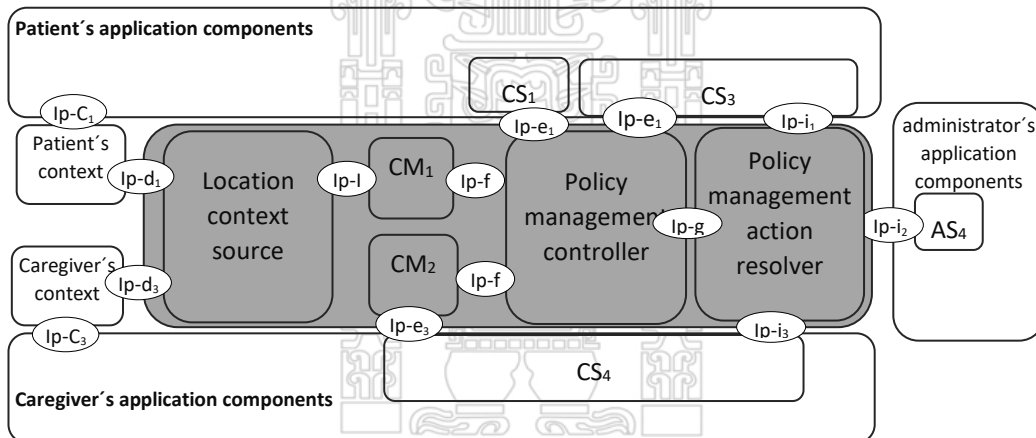 Patient´s application components
CS₁
CS₃
Ip-C₁
Ip-e₁
Ip-e₁
Ip-i₁
Patient´s
context
Ip-d₁
Location
context
source
Ip-I
CM₁
Ip-f
Policy
management
controller
Ip-g
Policy
management
action
resolver
administrator´s
application
components
Ip-i₂
AS₄
Caregiver´s
context
Ip-d₃
CM₂
Ip-f
Ip-C₃
Ip-e₃
Ip-i₃
CS₄
Caregiver´s application components